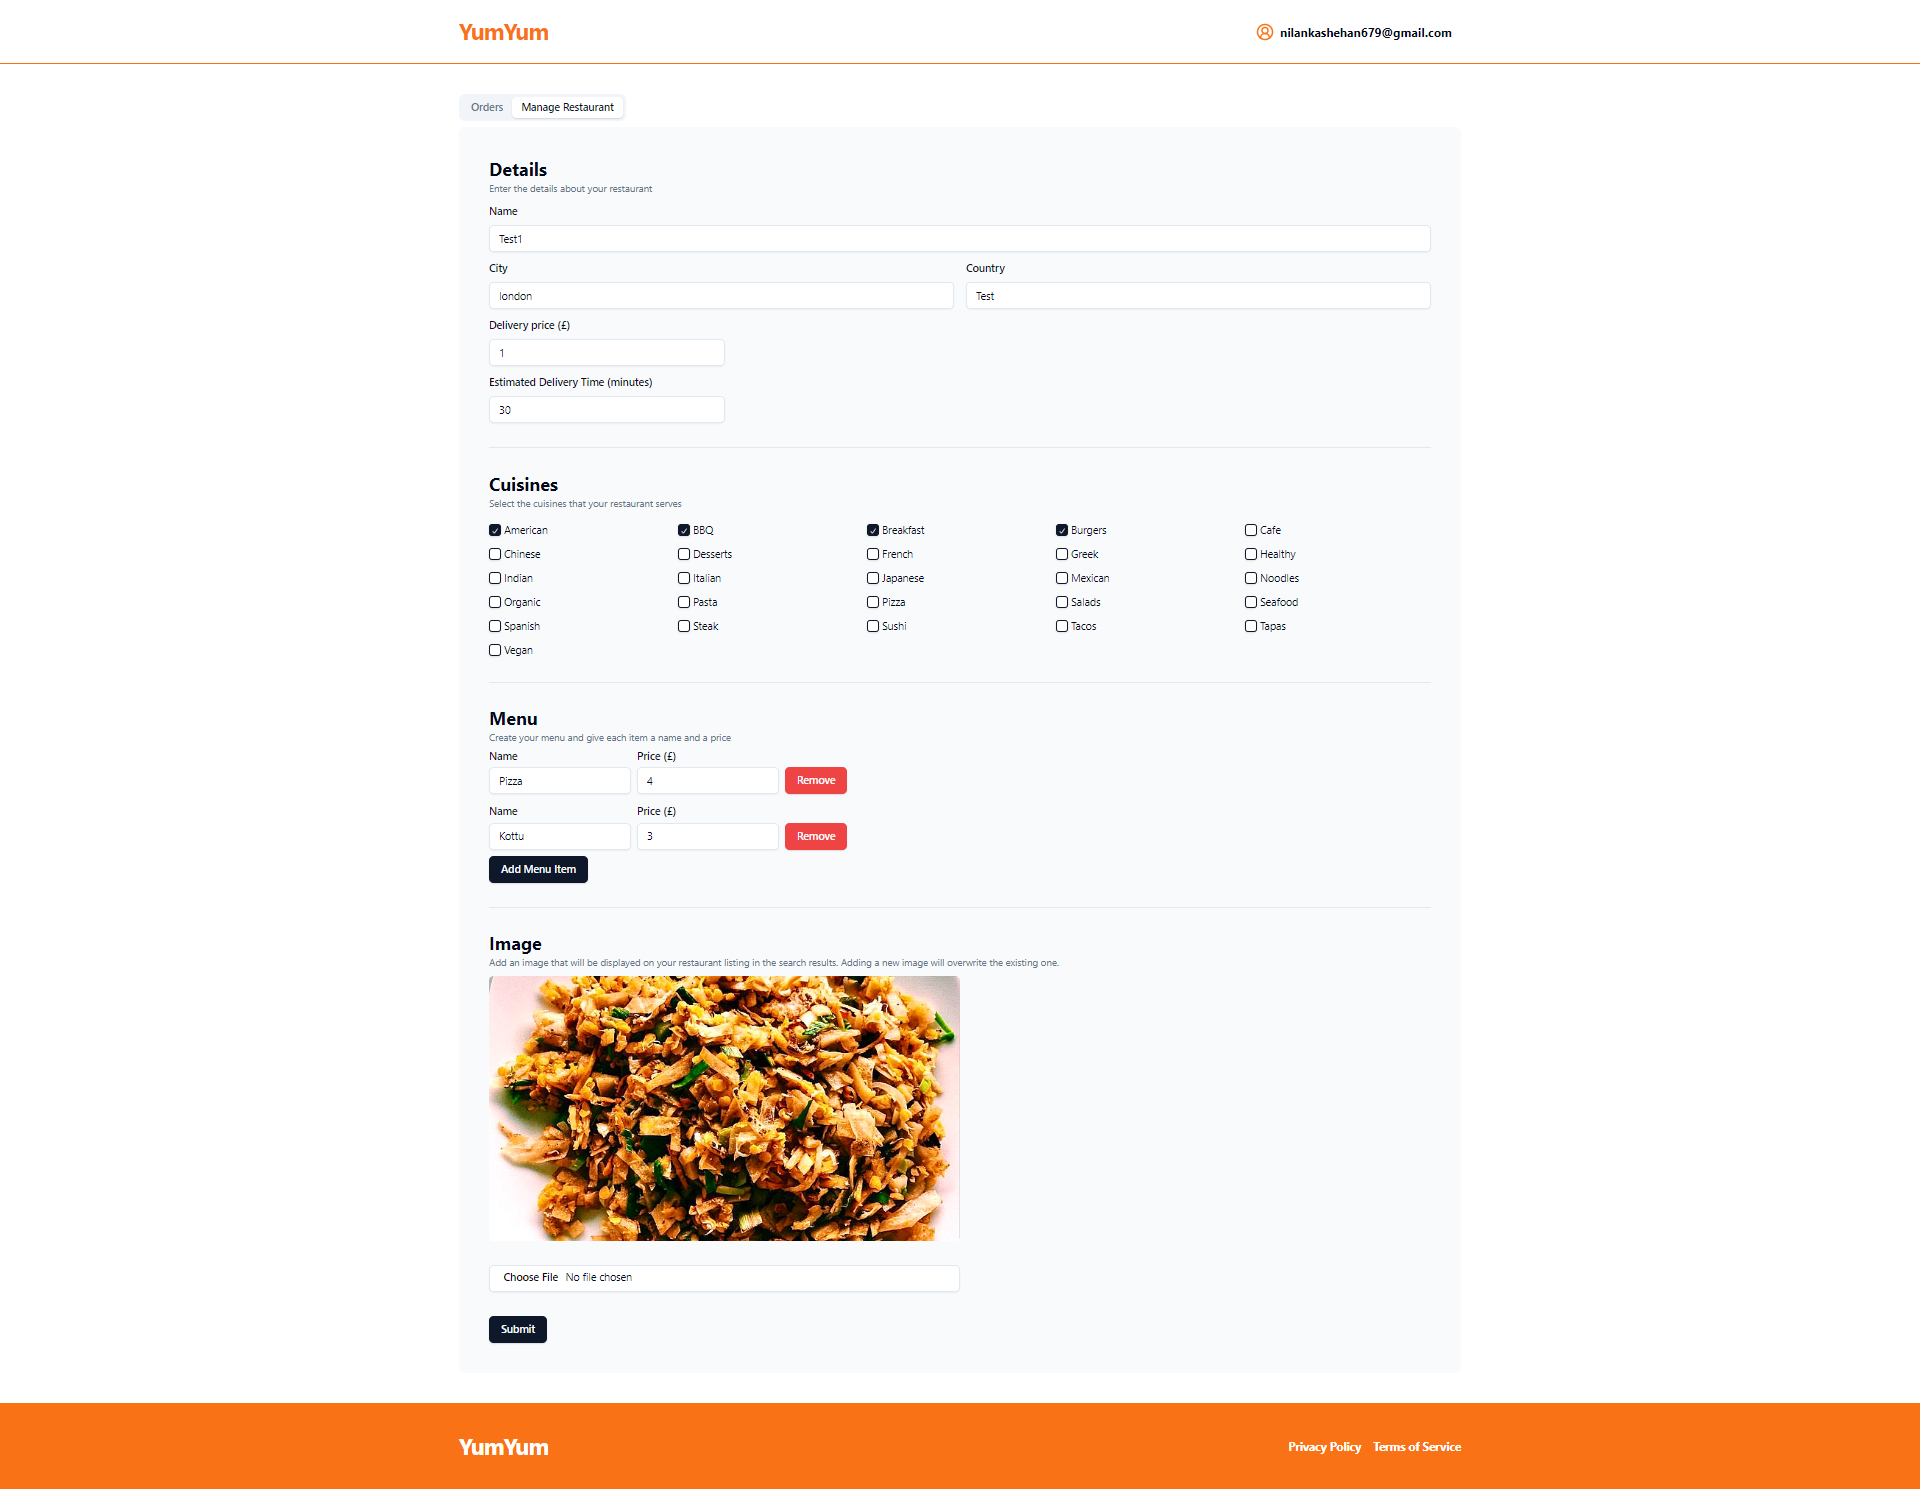 YumYum
nilankashehan679@gmail.com
Orders Manage Restaurant
Details
Enter the details about your restaurant
Name
Test1
City Country
london Test
Delivery price (£)
1
Estimated Delivery Time (minutes)
30
Cuisines
Select the cuisines that your restaurant serves
American BBQ Breakfast Burgers Cafe
Chinese Desserts French Greek Healthy
Indian Italian Japanese Mexican Noodles
Organic Pasta Pizza Salads Seafood
Spanish Steak Sushi Tacos Tapas
Vegan
Menu
Create your menu and give each item a name and a price
Name Price (£)
Pizza 4 Remove
Name Price (£)
Kottu 3 Remove
Add Menu Item
Image
Add an image that will be displayed on your restaurant listing in the search results. Adding a new image will overwrite the existing one.
Choose File No file chosen
Submit
YumYum
Privacy Policy Terms of Service